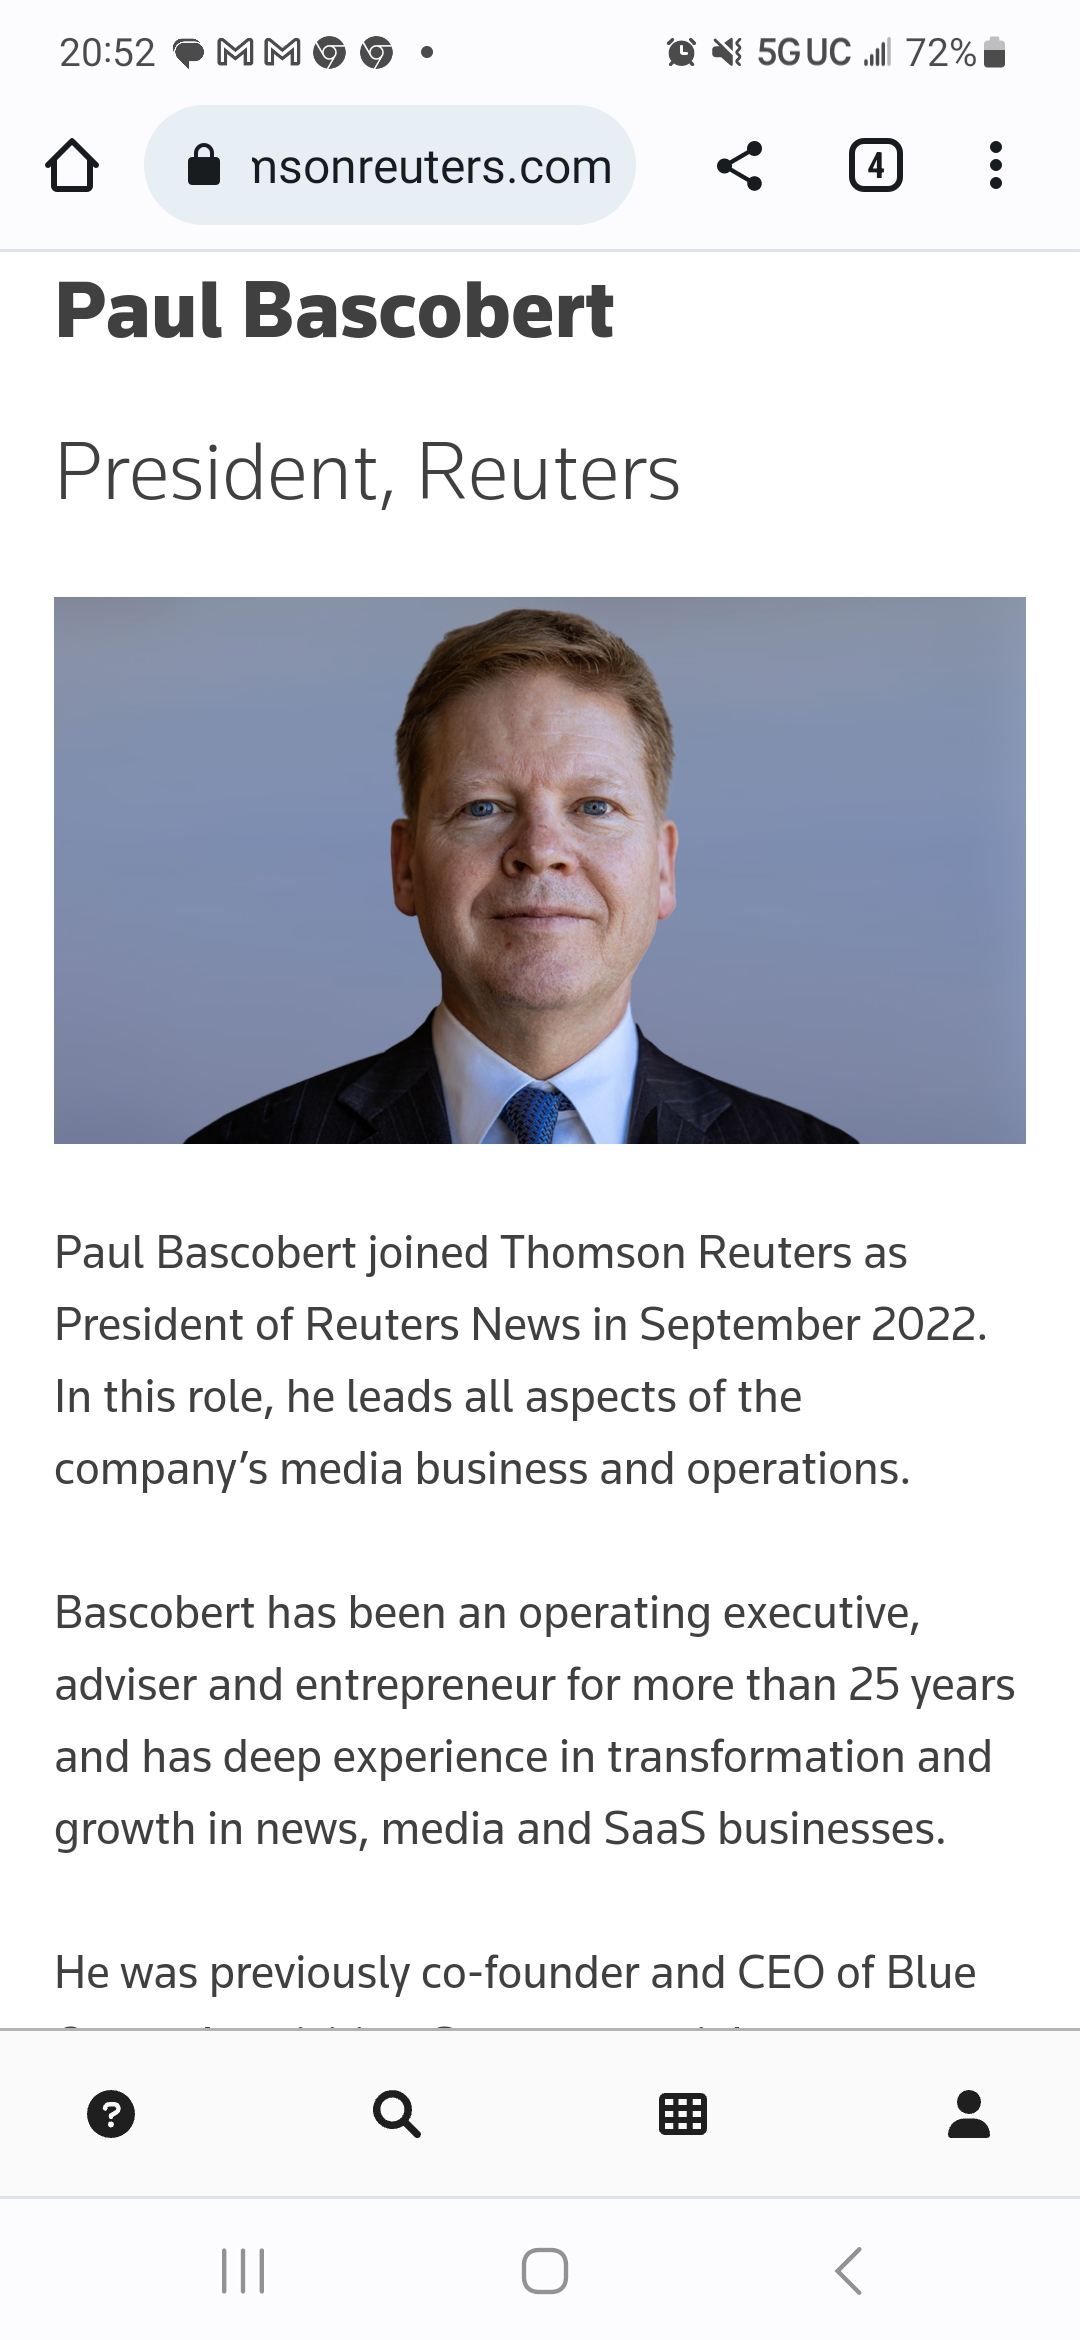 20:52
5G UC 72%
nsonreuters.com
4
Paul Bascobert
President, Reuters
Paul Bascobert joined Thomson Reuters as
President of Reuters News in September 2022.
In this role, he leads all aspects of the
company’s media business and operations.
Bascobert has been an operating executive,
adviser and entrepreneur for more than 25 years
and has deep experience in transformation and
growth in news, media and SaaS businesses.
He was previously co-founder and CEO of Blue